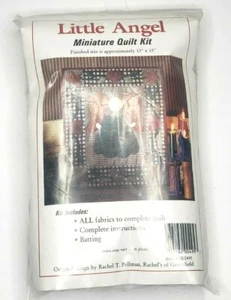 Little Angel
Miniature Quilt Kit
Finished size is approximately 13" x 15"
Kit Includes:
• ALL fabrics to complete quilt
• Complete instructions
• Batting
Original design by Rachel T. Pellman, Rachel's of Greenfield